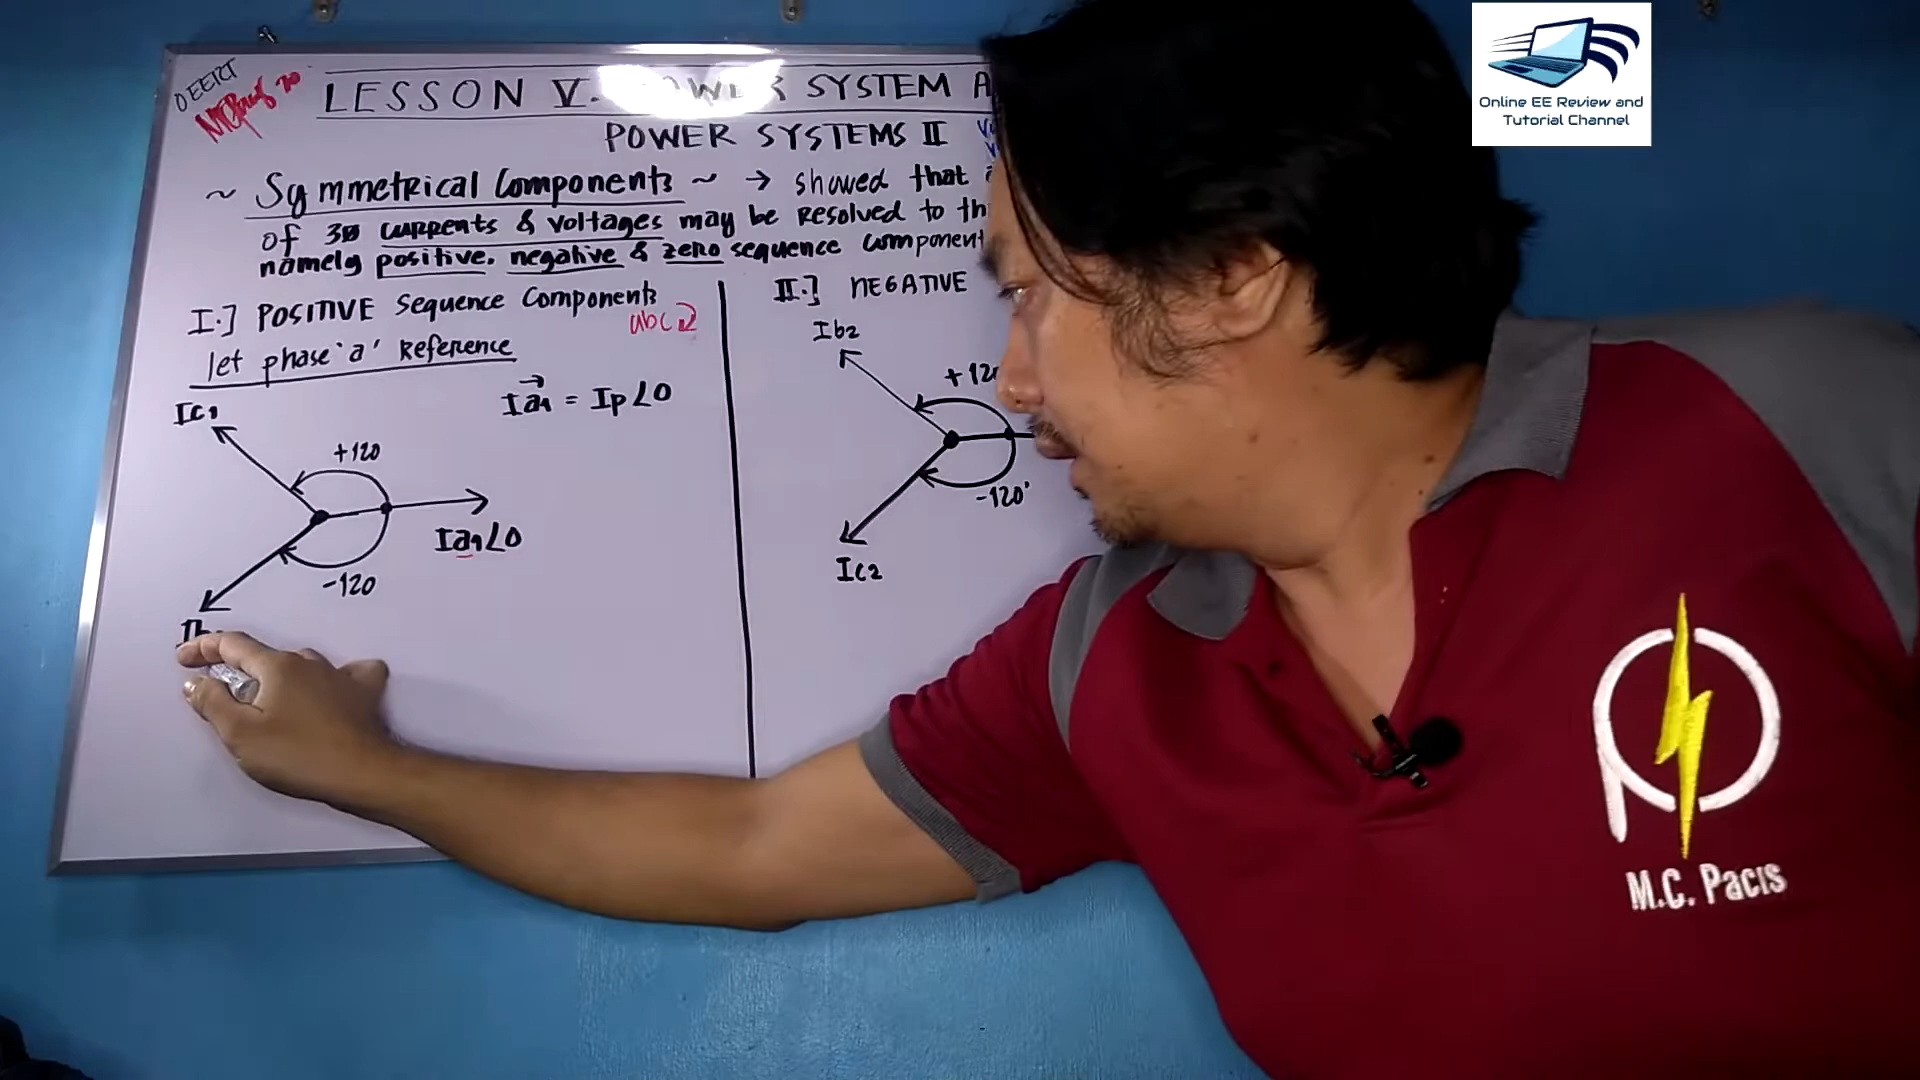 OEERT
LESSON V. POWER SYSTEM A
POWER SYSTEMS II
~ Symmetrical Components ~ → showed that
of 3Ø currents & voltages may be resolved to th
namely positive, negative & zero sequence component
I.] POSITIVE Sequence Components
abc
let phase 'a' Reference
Ia1 = Ip∠0
Ic1
+120
Ia1∠0
-120
Ib
II.] NEGATIVE
Ib2
+120
-120°
Ic2
Online EE Review and
Tutorial Channel
M.C. Pacis